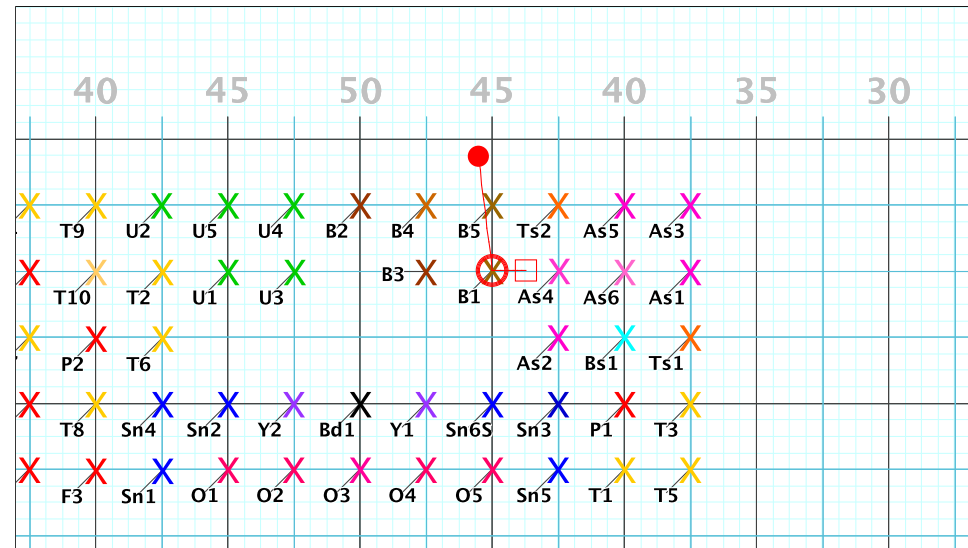 40 45 50 45 40 35 30
T9 U2 U5 U4 B2 B4 B5 Ts2 As5 As3
T10 T2 U1 U3 B3 B1 As4 As6 As1
P2 T6 As2 Bs1 Ts1
T8 Sn4 Sn2 Y2 Bd1 Y1 Sn6S Sn3 P1 T3
F3 Sn1 O1 O2 O3 O4 O5 Sn5 T1 T5